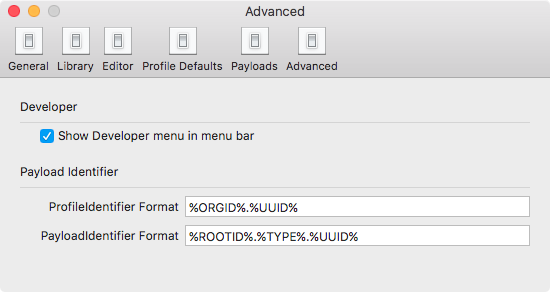 Advanced
General Library Editor Profile Defaults Payloads Advanced
Developer
Show Developer menu in menu bar
Payload Identifier
ProfileIdentifier Format %ORGID%.%UUID%
PayloadIdentifier Format %ROOTID%.%TYPE%.%UUID%